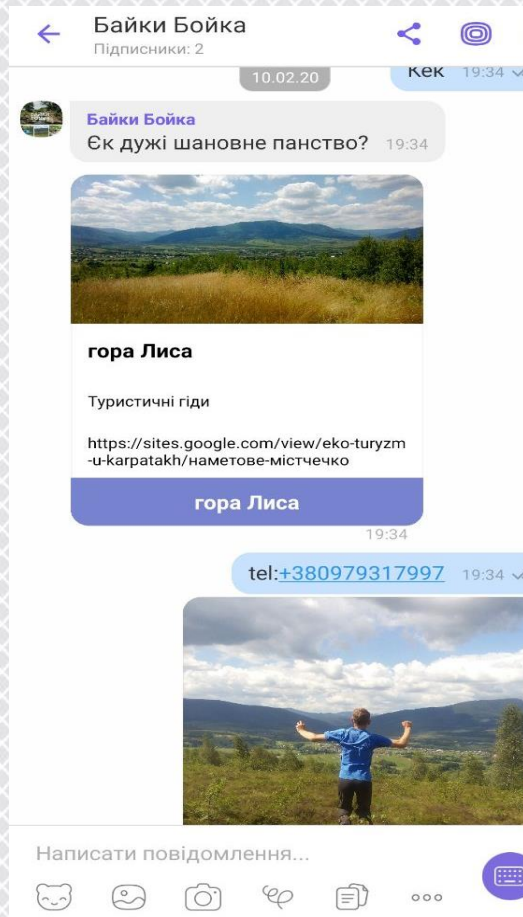 Байки Бойка
Підписники: 2
10.02.20
Кек 19:34
Байки Бойка
Єк дужі шановне панство? 19:34
гора Лиса
Туристичні гіди
https://sites.google.com/view/eko-turyzm
-u-karpatakh/наметове-містчечко
гора Лиса
19:34
tel:+380979317997 19:34
Написати повідомлення...